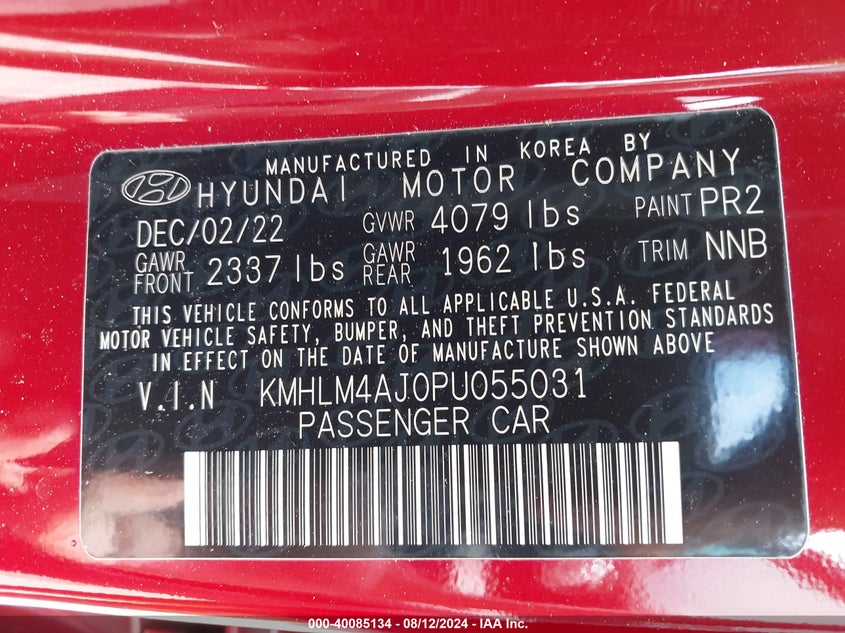 MANUFACTURED IN KOREA BY
HYUNDAI MOTOR COMPANY
DEC/02/22 GVWR 4079 lbs PAINT PR2
GAWR FRONT 2337 lbs GAWR REAR 1962 lbs TRIM NNB
THIS VEHICLE CONFORMS TO ALL APPLICABLE U.S.A. FEDERAL
MOTOR VEHICLE SAFETY, BUMPER, AND THEFT PREVENTION STANDARDS
IN EFFECT ON THE DATE OF MANUFACTURE SHOWN ABOVE
V.I.N KMHLM4AJ0PU055031
PASSENGER CAR
000-40085134 - 08/12/2024 - IAA Inc.